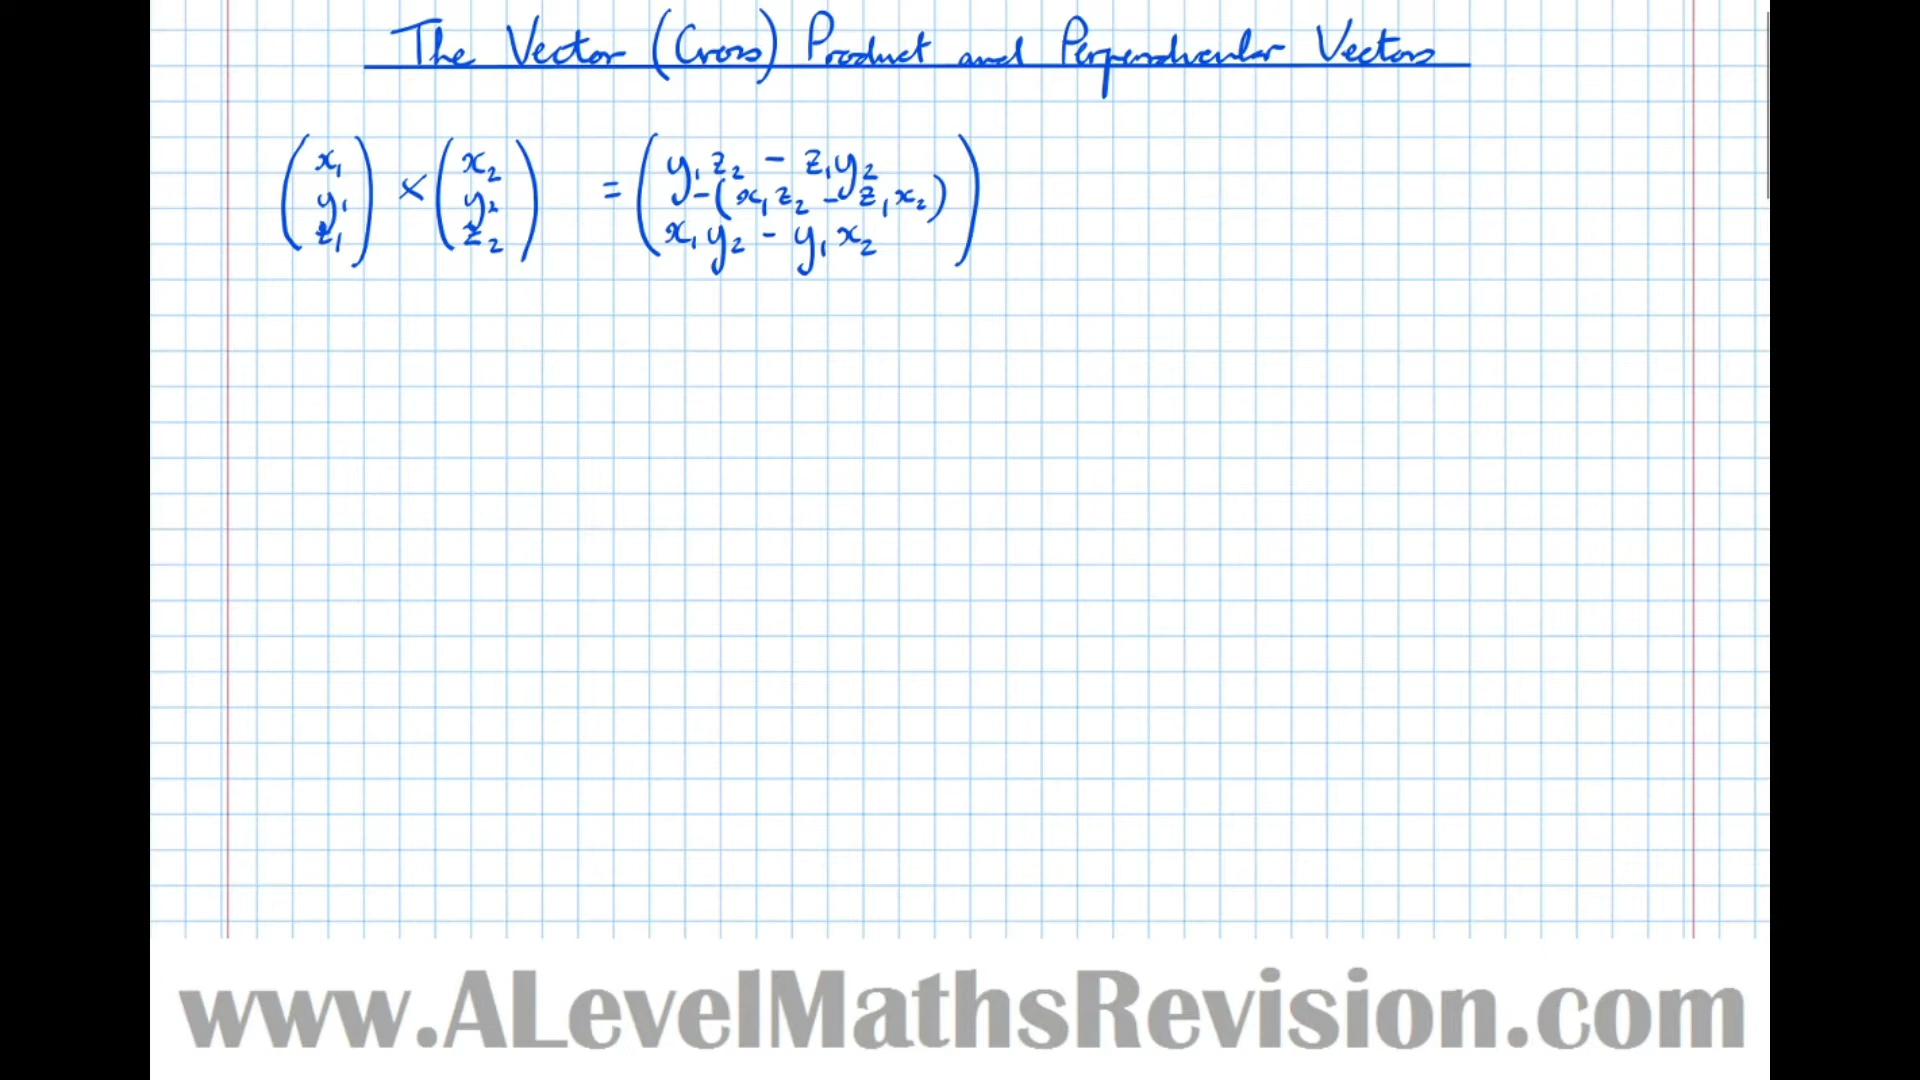 The Vector (Cross) Product and Perpendicular Vectors
(x₁ y₁ z₁) × (x₂ y₂ z₂) = (y₁z₂ - z₁y₂
-(x₁z₂ - z₁x₂)
x₁y₂ - y₁x₂)
www.ALevelMathsRevision.com